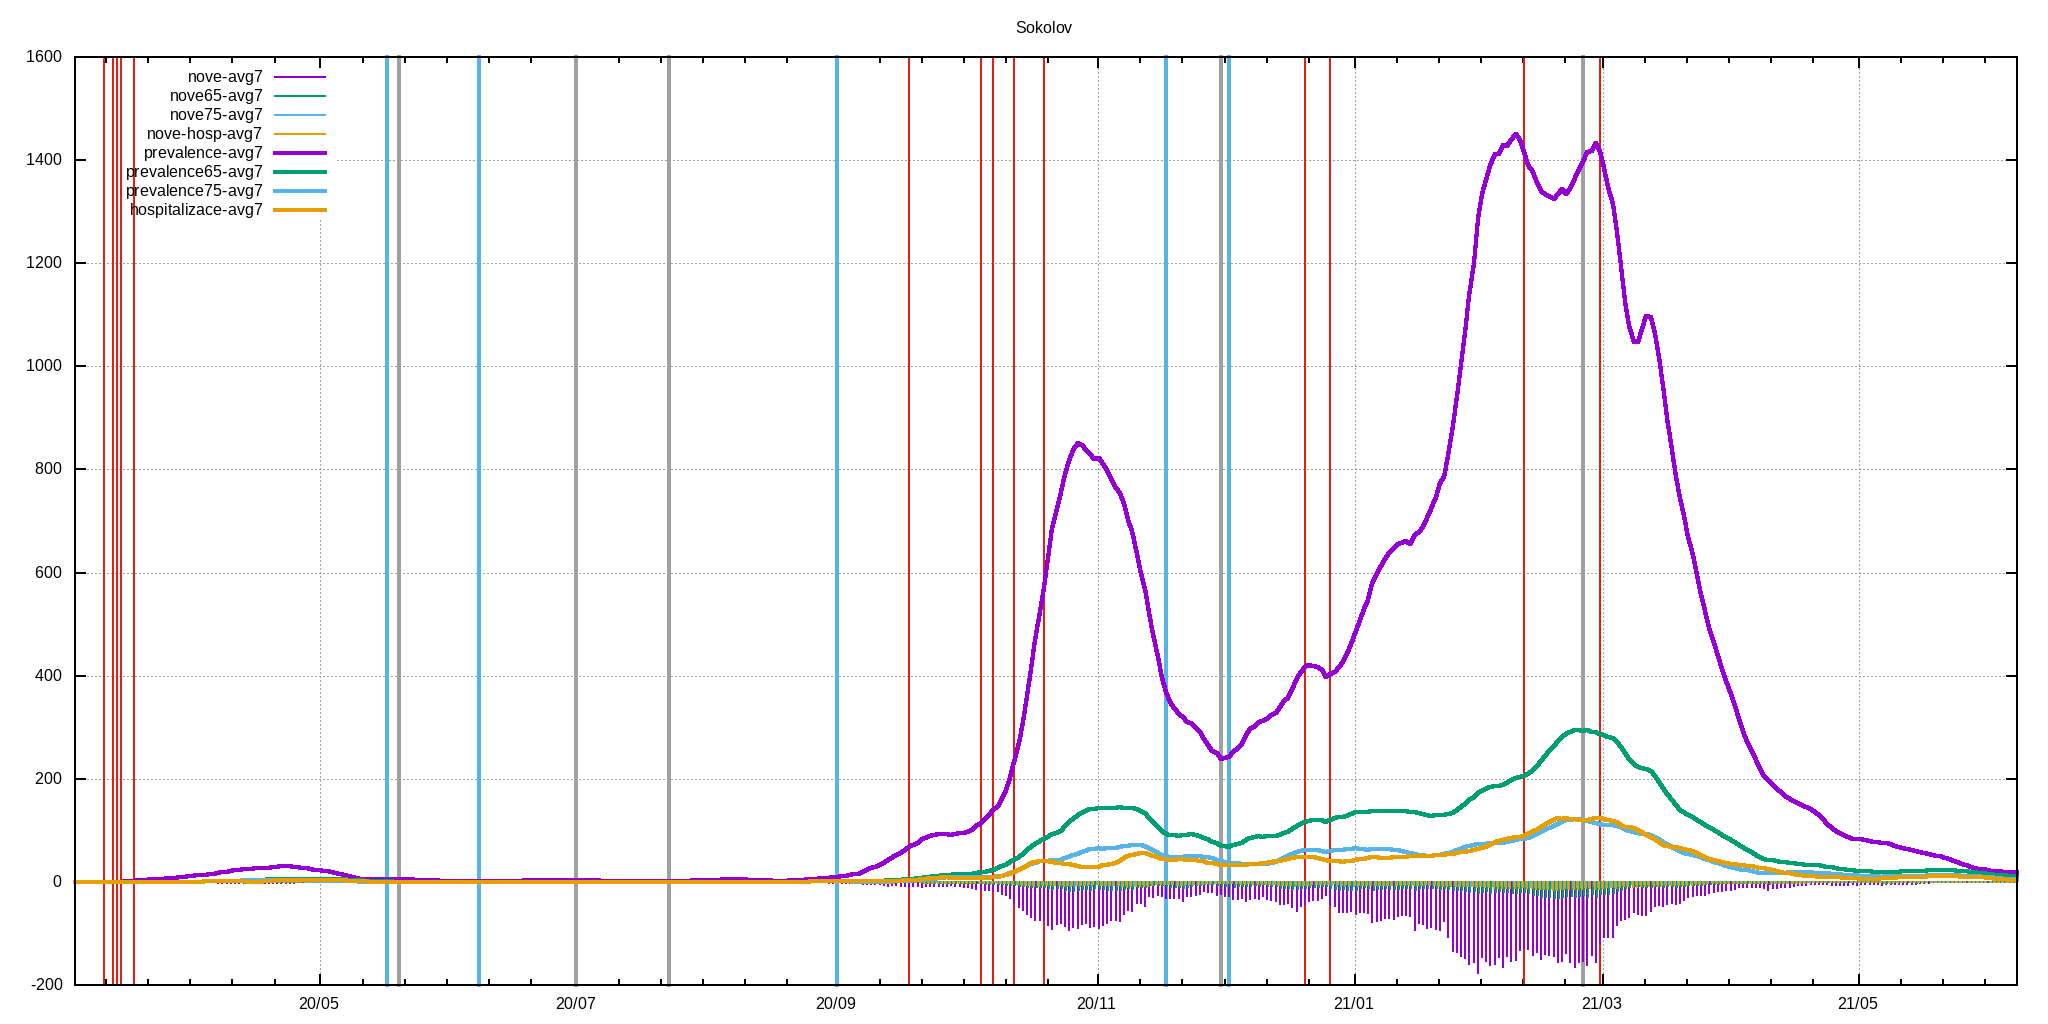 Sokolov
1600
1400
1200
1000
800
600
400
200
0
-200
nove-avg7
nove65-avg7
nove75-avg7
nove-hosp-avg7
prevalence-avg7
prevalence65-avg7
prevalence75-avg7
hospitalizace-avg7
20/05 20/07 20/09 20/11 21/01 21/03 21/05